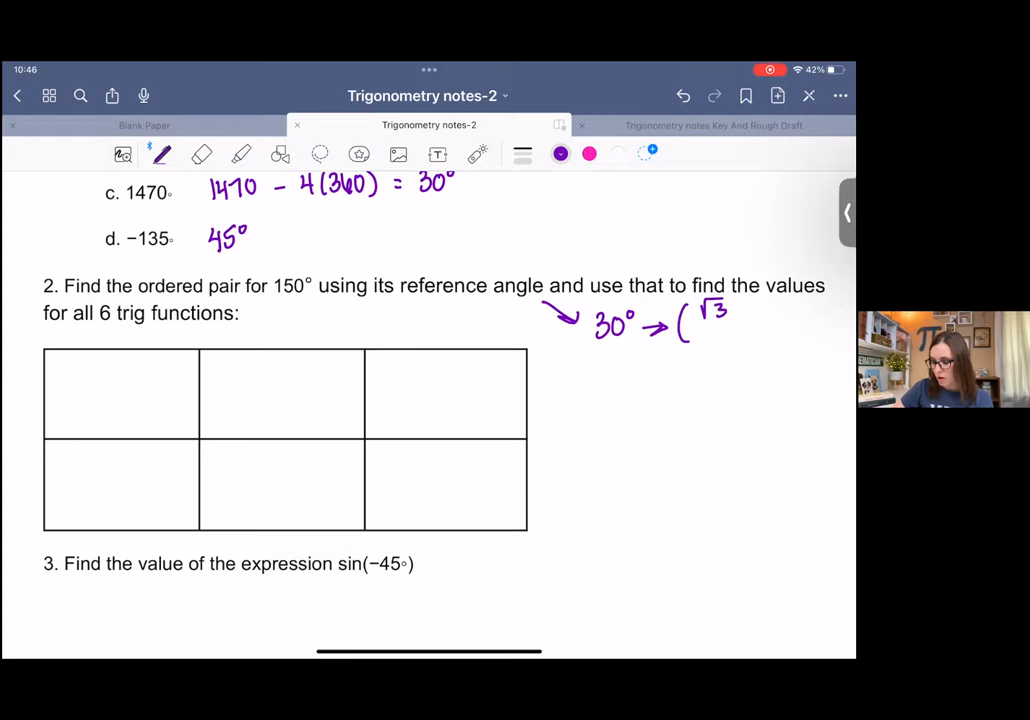 10:46
42%
Trigonometry notes-2
Blank Paper
Trigonometry notes-2
Trigonometry notes Key And Rough Draft
c. 1470° 1470 - 4(360) = 30°
d. −135° 45°
2. Find the ordered pair for 150° using its reference angle and use that to find the values
for all 6 trig functions:
30° → ( √3
3. Find the value of the expression sin(−45°)